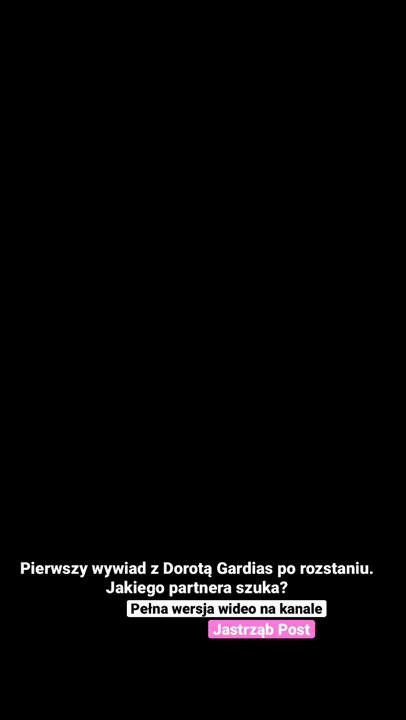 Pierwszy wywiad z Dorotą Gardias po rozstaniu.
Jakiego partnera szuka?
Pełna wersja wideo na kanale
Jastrząb Post